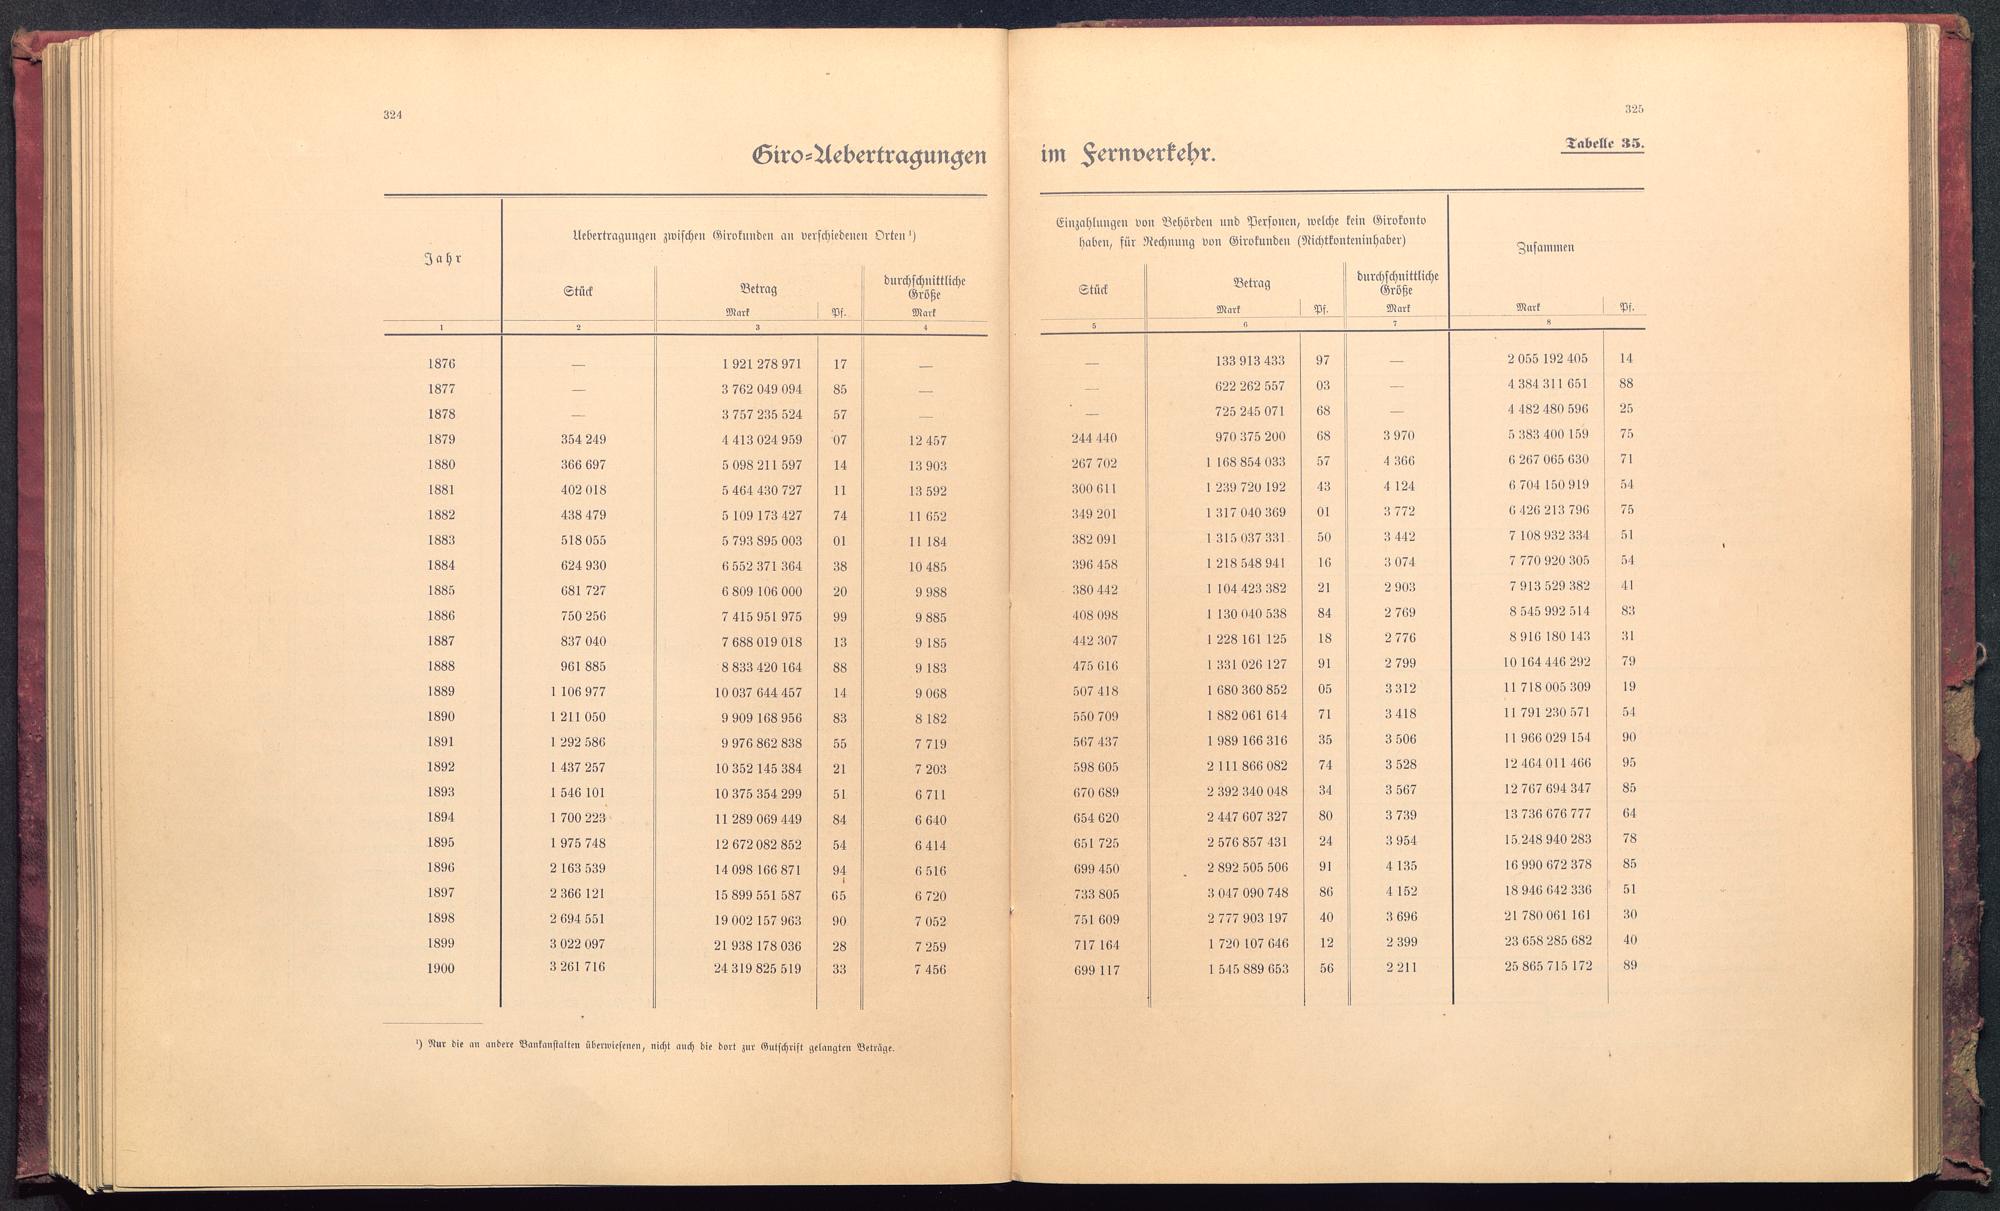 324
325
Giro-Uebertragungen im Fernverkehr.
Tabelle 35.
Jahr
Uebertragungen zwischen Girokunden an verschiedenen Orten ¹)
Einzahlungen von Behörden und Personen, welche kein Girokonto
haben, für Rechnung von Girokunden (Nichtkonteninhaber)
Zusammen
Stück Betrag durchschnittliche Größe Stück Betrag durchschnittliche Größe
Mark Pf. Mark Mark Pf. Mark Mark Pf.
1 2 3 4 5 6 7 8
1876 — 1 921 278 971 17 — — 133 913 433 97 — 2 055 192 405 14
1877 — 3 762 049 094 85 — — 622 262 557 03 — 4 384 311 651 88
1878 — 3 757 235 524 57 — — 725 245 071 68 — 4 482 480 596 25
1879 354 249 4 413 024 959 07 12 457 244 440 970 375 200 68 3 970 5 383 400 159 75
1880 366 697 5 098 211 597 14 13 903 267 702 1 168 854 033 57 4 366 6 267 065 630 71
1881 402 018 5 464 430 727 11 13 592 300 611 1 239 720 192 43 4 124 6 704 150 919 54
1882 438 479 5 109 173 427 74 11 652 349 201 1 317 040 369 01 3 772 6 426 213 796 75
1883 518 055 5 793 895 003 01 11 184 382 091 1 315 037 331 50 3 442 7 108 932 334 51
1884 624 930 6 552 371 364 38 10 485 396 458 1 218 548 941 16 3 074 7 770 920 305 54
1885 681 727 6 809 106 000 20 9 988 380 442 1 104 423 382 21 2 903 7 913 529 382 41
1886 750 256 7 415 951 975 99 9 885 408 098 1 130 040 538 84 2 769 8 545 992 514 83
1887 837 040 7 688 019 018 13 9 185 442 307 1 228 161 125 18 2 776 8 916 180 143 31
1888 961 885 8 833 420 164 88 9 183 475 616 1 331 026 127 91 2 799 10 164 446 292 79
1889 1 106 977 10 037 644 457 14 9 068 507 418 1 680 360 852 05 3 312 11 718 005 309 19
1890 1 211 050 9 909 168 956 83 8 182 550 709 1 882 061 614 71 3 418 11 791 230 571 54
1891 1 292 586 9 976 862 838 55 7 719 567 437 1 989 166 316 35 3 506 11 966 029 154 90
1892 1 437 257 10 352 145 384 21 7 203 598 605 2 111 866 082 74 3 528 12 464 011 466 95
1893 1 546 101 10 375 354 299 51 6 711 670 689 2 392 340 048 34 3 567 12 767 694 347 85
1894 1 700 223 11 289 069 449 84 6 640 654 620 2 447 607 327 80 3 739 13 736 676 777 64
1895 1 975 748 12 672 082 852 54 6 414 651 725 2 576 857 431 24 3 954 15 248 940 283 78
1896 2 163 539 14 098 166 871 94 6 516 699 450 2 892 505 506 91 4 135 16 990 672 378 85
1897 2 366 121 15 899 551 587 65 6 720 733 805 3 047 090 748 86 4 152 18 946 642 336 51
1898 2 694 551 19 002 157 963 90 7 052 751 609 2 777 903 197 40 3 696 21 780 061 161 30
1899 3 022 097 21 938 178 036 28 7 259 717 164 1 720 107 646 12 2 399 23 658 285 682 40
1900 3 261 716 24 319 825 519 33 7 456 699 117 1 545 889 653 56 2 211 25 865 715 172 89
¹) Nur die an andere Bankanstalten überwiesenen, nicht auch die dort zur Gutschrift gelangten Beträge.